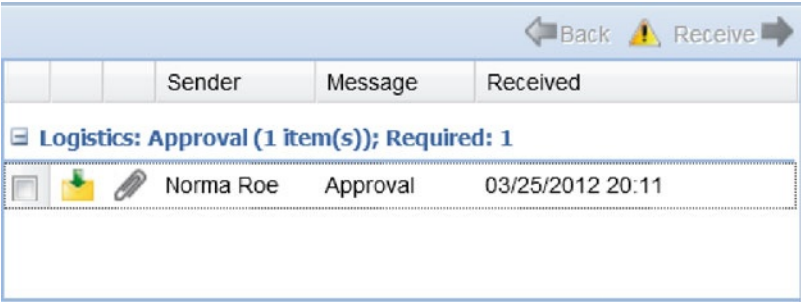 Back Receive
Sender Message Received
Logistics: Approval (1 item(s)); Required: 1
Norma Roe Approval 03/25/2012 20:11